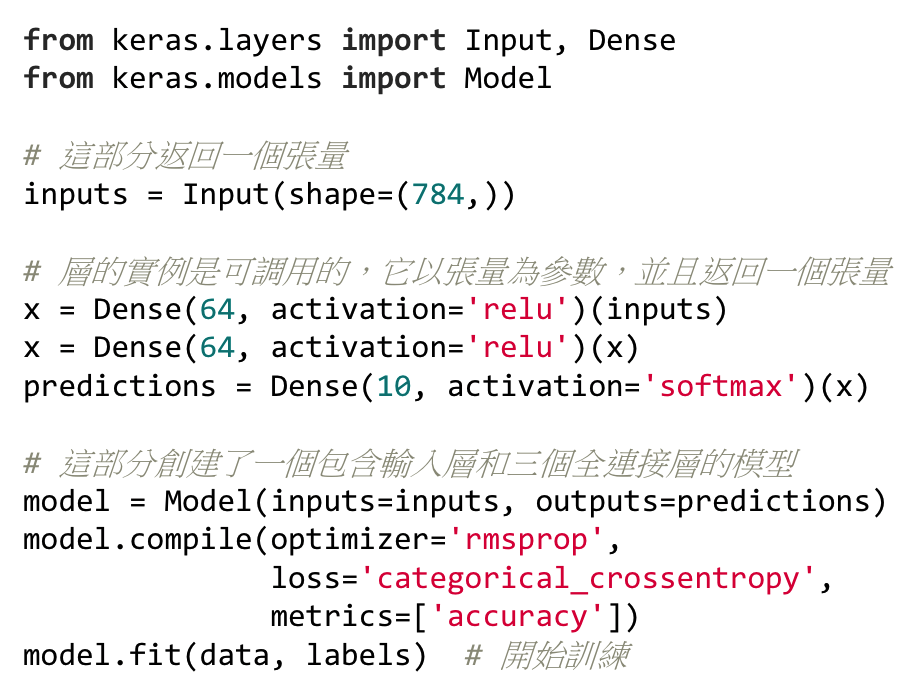 from keras.layers import Input, Dense
from keras.models import Model
# 這部分返回一個張量
inputs = Input(shape=(784,))
# 層的實例是可調用的，它以張量為參數，並且返回一個張量
x = Dense(64, activation='relu')(inputs)
x = Dense(64, activation='relu')(x)
predictions = Dense(10, activation='softmax')(x)
# 這部分創建了一個包含輸入層和三個全連接層的模型
model = Model(inputs=inputs, outputs=predictions)
model.compile(optimizer='rmsprop',
              loss='categorical_crossentropy',
              metrics=['accuracy'])
model.fit(data, labels)  # 開始訓練